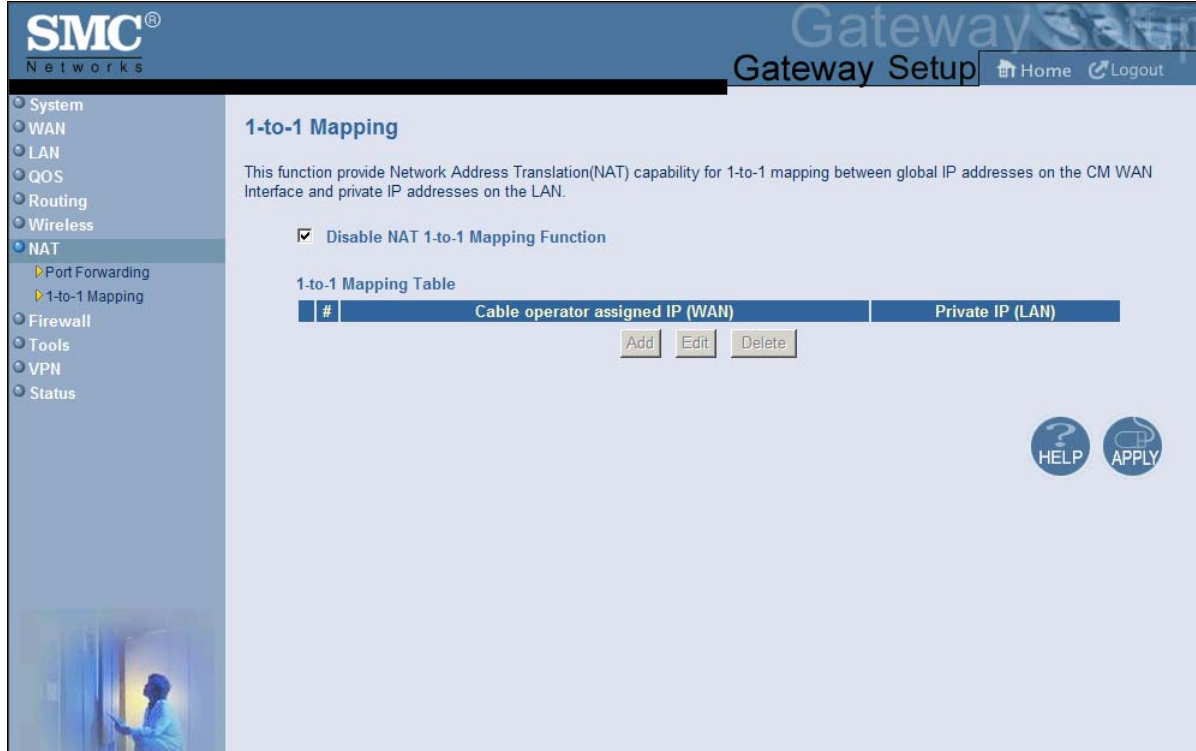 SMC®
Networks
Gateway Setup
Gateway Setup
Home
Logout
System
WAN
LAN
QOS
Routing
Wireless
NAT
Port Forwarding
1-to-1 Mapping
Firewall
Tools
VPN
Status
1-to-1 Mapping
This function provide Network Address Translation(NAT) capability for 1-to-1 mapping between global IP addresses on the CM WAN
Interface and private IP addresses on the LAN.
Disable NAT 1-to-1 Mapping Function
1-to-1 Mapping Table
# Cable operator assigned IP (WAN) Private IP (LAN)
Add Edit Delete
HELP APPLY